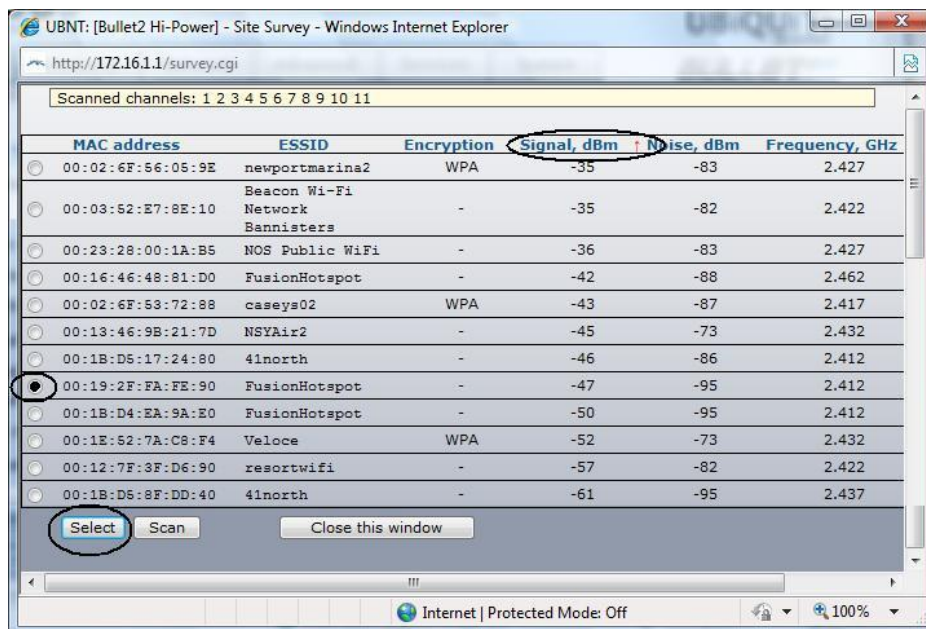 UBNT: [Bullet2 Hi-Power] - Site Survey - Windows Internet Explorer
http://172.16.1.1/survey.cgi
Scanned channels: 1 2 3 4 5 6 7 8 9 10 11
MAC address ESSID Encryption Signal, dBm ↑ Noise, dBm Frequency, GHz
00:02:6F:56:05:9E newportmarina2 WPA -35 -83 2.427
Beacon Wi-Fi
00:03:52:E7:8E:10 Network - -35 -82 2.422
Bannisters
00:23:28:00:1A:B5 NOS Public WiFi - -36 -83 2.427
00:16:46:48:81:D0 FusionHotspot - -42 -88 2.462
00:02:6F:53:72:88 caseys02 WPA -43 -87 2.417
00:13:46:9B:21:7D NSYAir2 - -45 -73 2.432
00:1B:D5:17:24:80 41north - -46 -86 2.412
00:19:2F:FA:FE:90 FusionHotspot - -47 -95 2.412
00:1B:D4:EA:9A:E0 FusionHotspot - -50 -95 2.412
00:1E:52:7A:C8:F4 Veloce WPA -52 -73 2.432
00:12:7F:3F:D6:90 resortwifi - -57 -82 2.422
00:1B:D5:8F:DD:40 41north - -61 -95 2.437
Select Scan Close this window
Internet | Protected Mode: Off 100%